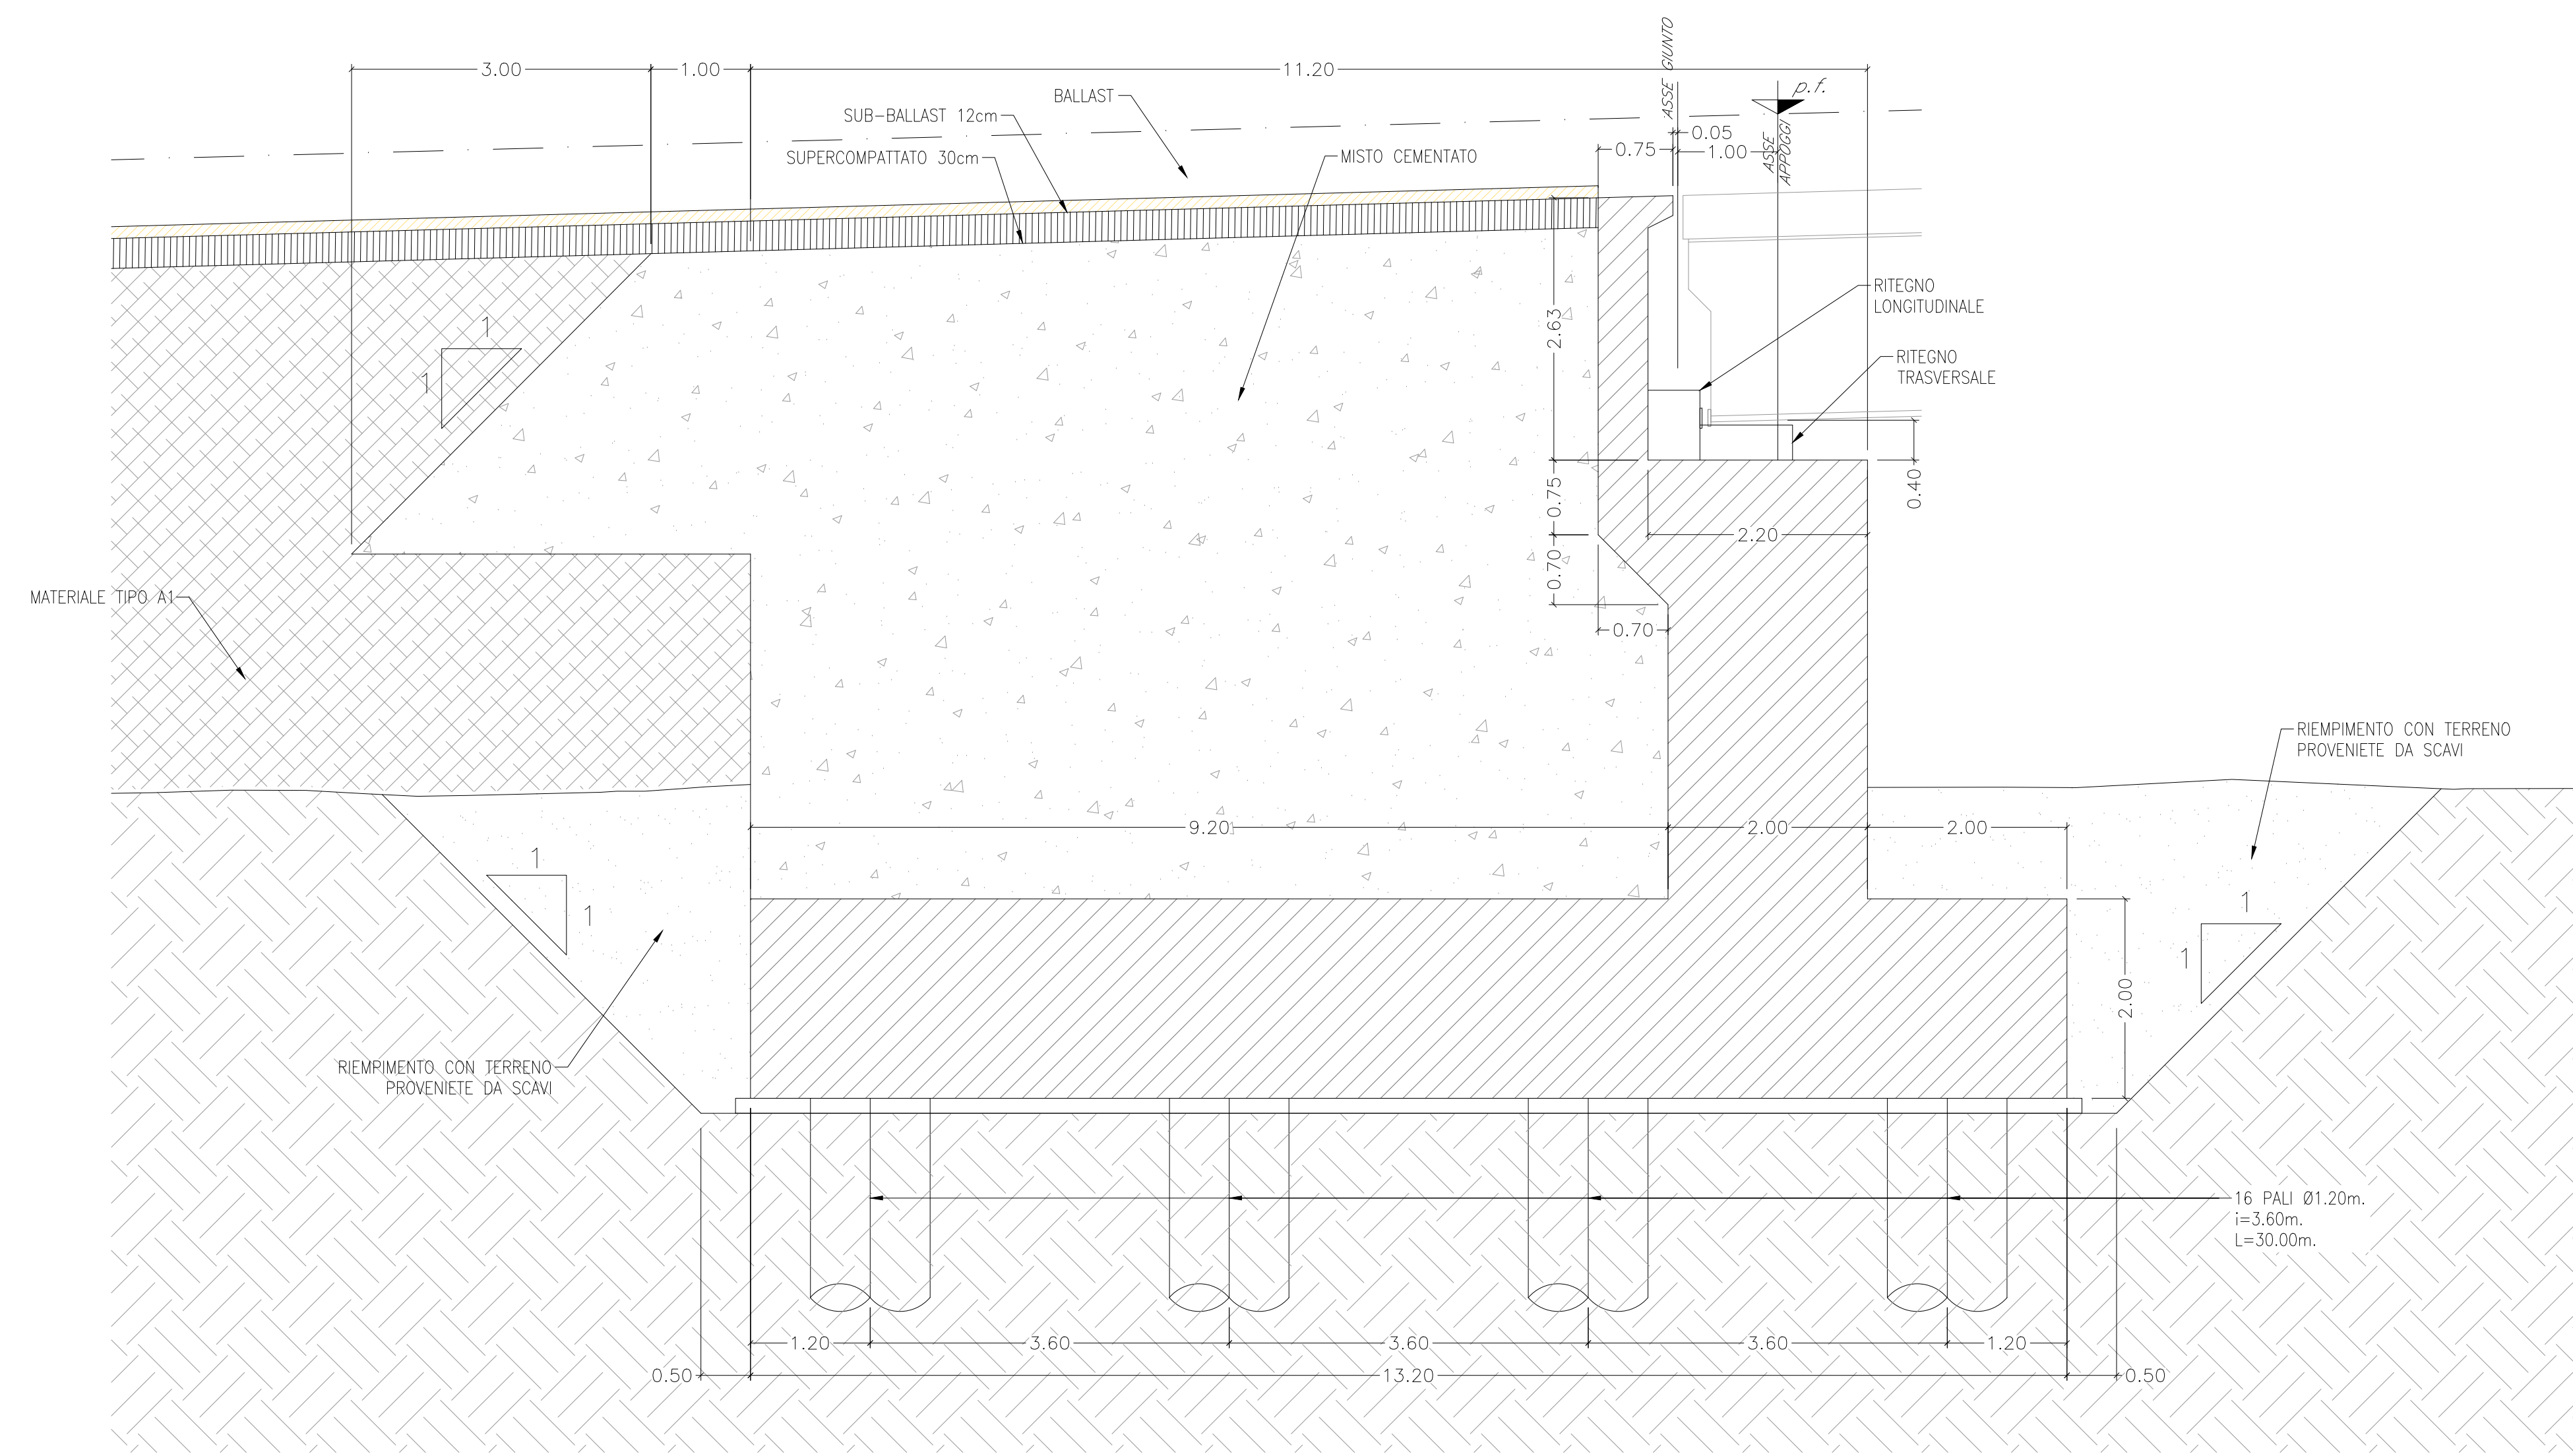 ASSE GIUNTO
3.00
1.00
11.20
p.f.
BALLAST
SUB-BALLAST 12cm
0.05
ASSE
APPOGGI
0.75
1.00
SUPERCOMPATTATO 30cm
MISTO CEMENTATO
RITEGNO
LONGITUDINALE
1
2.63
RITEGNO
TRASVERSALE
1
0.75
0.40
2.20
0.70
MATERIALE TIPO A1
0.70
RIEMPIMENTO CON TERRENO
PROVENIETE DA SCAVI
9.20
2.00
2.00
1
1
1
1
2.00
RIEMPIMENTO CON TERRENO
PROVENIETE DA SCAVI
16 PALI Ø1.20m.
i=3.60m.
L=30.00m.
1.20
3.60
3.60
3.60
1.20
0.50
13.20
0.50